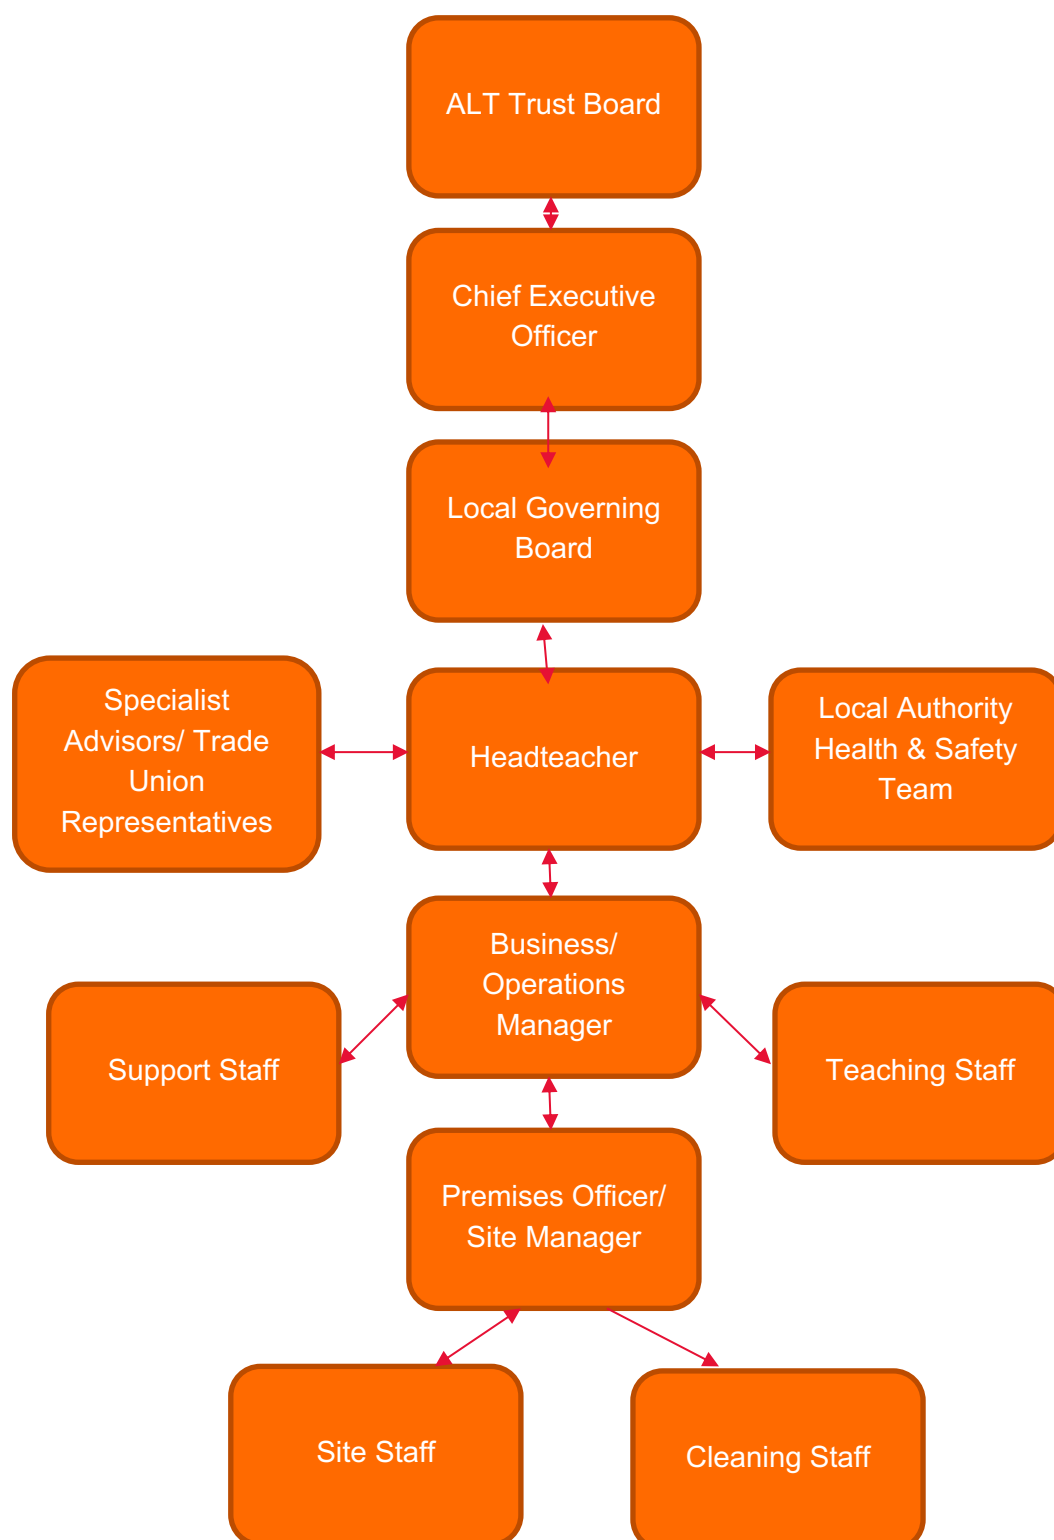 ALT Trust Board
Chief Executive
Officer
Local Governing
Board
Specialist
Advisors/ Trade
Union
Representatives
Headteacher
Local Authority
Health & Safety
Team
Business/
Operations
Manager
Support Staff
Teaching Staff
Premises Officer/
Site Manager
Site Staff
Cleaning Staff